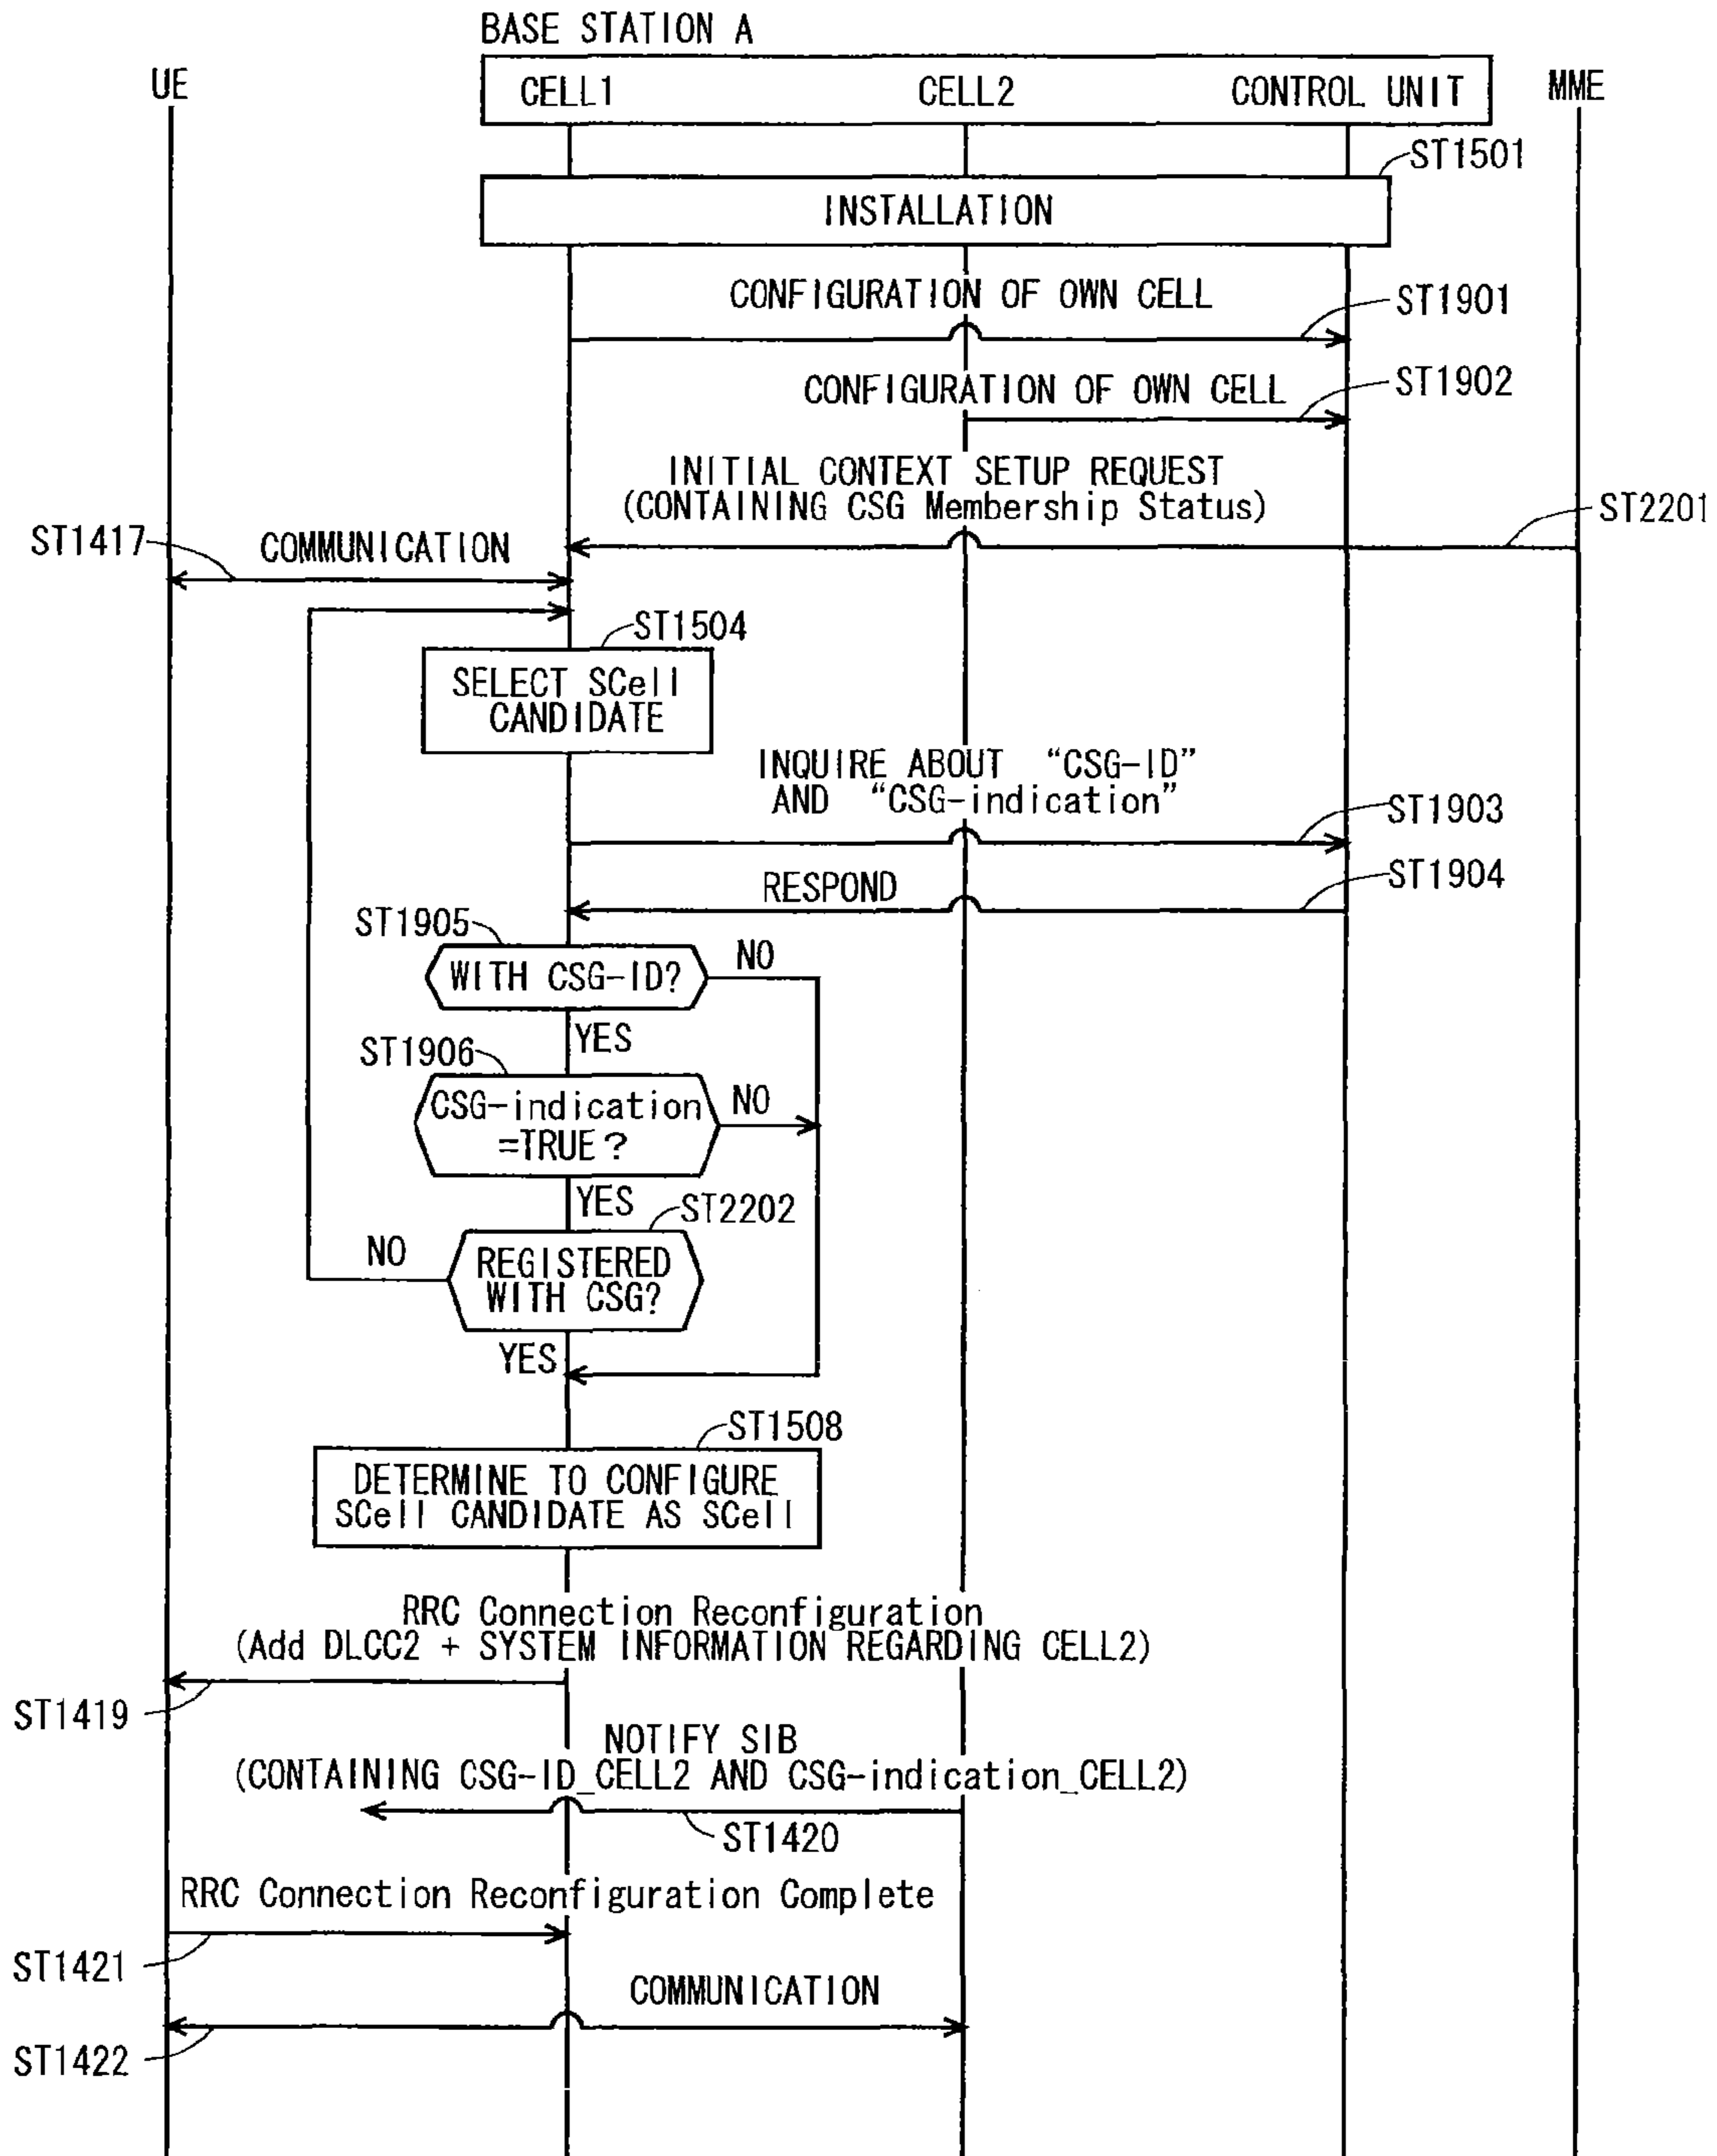 BASE STATION A
UE
CELL1
CELL2
CONTROL UNIT
MME
ST1501
INSTALLATION
CONFIGURATION OF OWN CELL
ST1901
CONFIGURATION OF OWN CELL
ST1902
INITIAL CONTEXT SETUP REQUEST
(CONTAINING CSG Membership Status)
ST2201
ST1417
COMMUNICATION
ST1504
SELECT SCell
CANDIDATE
INQUIRE ABOUT “CSG-ID”
AND “CSG-indication”
ST1903
RESPOND
ST1904
ST1905
WITH CSG-ID?
NO
YES
ST1906
CSG-indication
=TRUE?
NO
YES
ST2202
NO
REGISTERED
WITH CSG?
YES
ST1508
DETERMINE TO CONFIGURE
SCell CANDIDATE AS SCell
RRC Connection Reconfiguration
(Add DLCC2 + SYSTEM INFORMATION REGARDING CELL2)
ST1419
NOTIFY SIB
(CONTAINING CSG-ID_CELL2 AND CSG-indication_CELL2)
ST1420
RRC Connection Reconfiguration Complete
ST1421
COMMUNICATION
ST1422